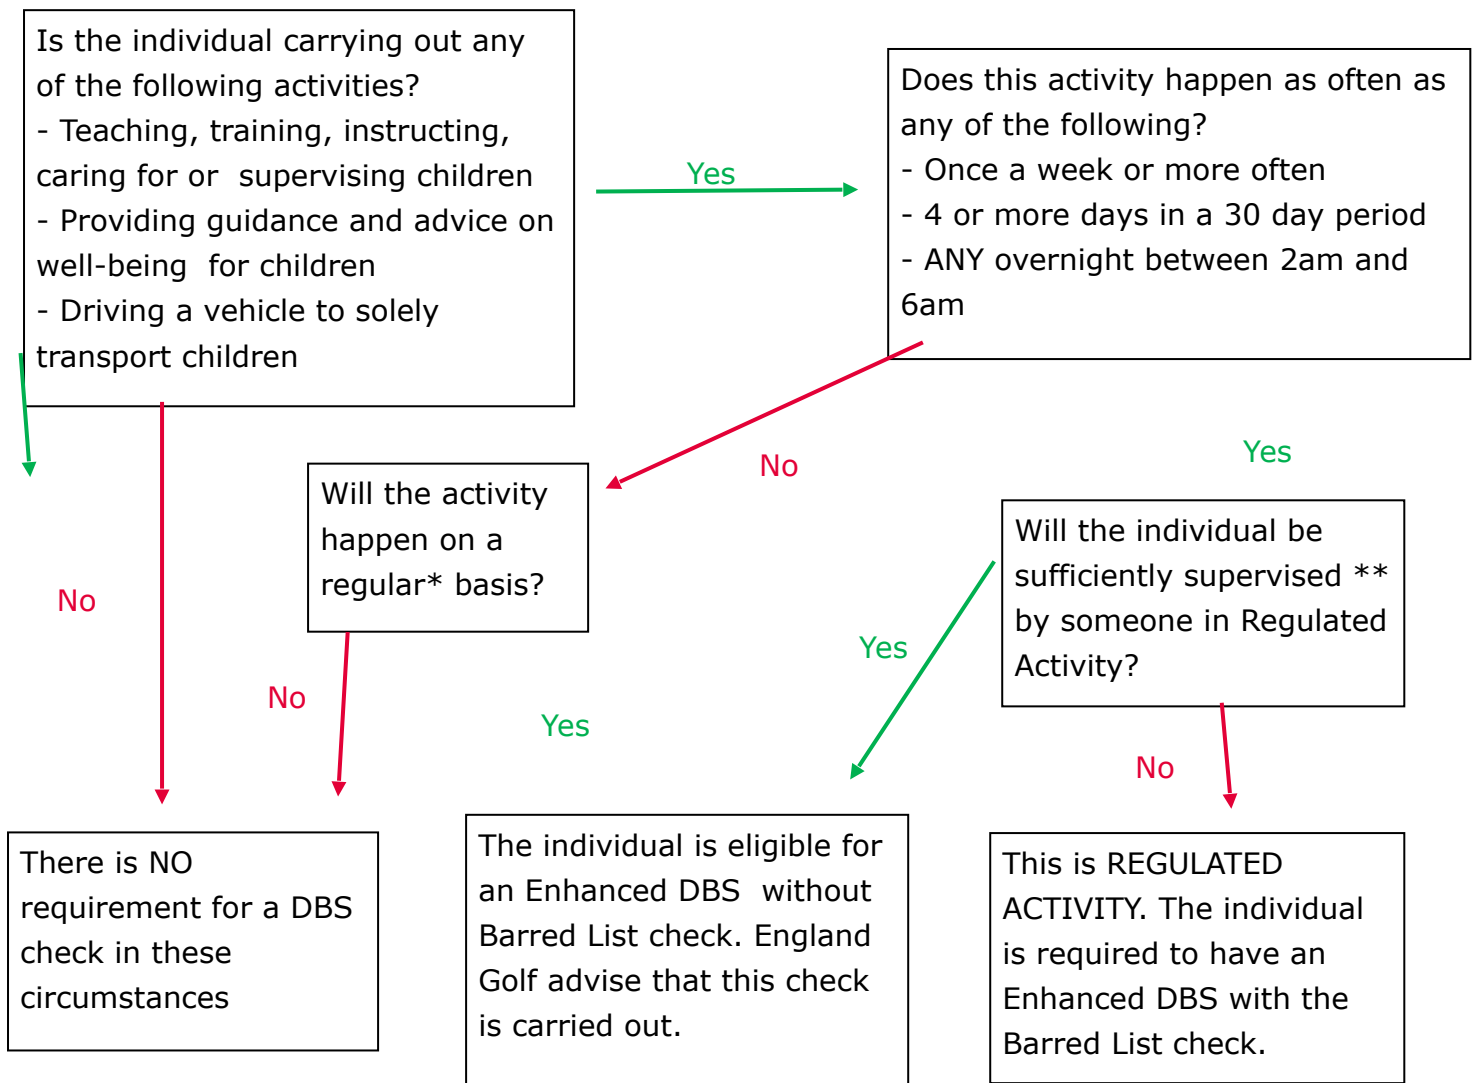 Is the individual carrying out any
of the following activities?
- Teaching, training, instructing,
caring for or  supervising children
- Providing guidance and advice on
well-being  for children
- Driving a vehicle to solely
transport children
Yes
Does this activity happen as often as
any of the following?
- Once a week or more often
- 4 or more days in a 30 day period
- ANY overnight between 2am and
6am
No
Yes
Will the activity
happen on a
regular* basis?
No
Will the individual be
sufficiently supervised **
by someone in Regulated
Activity?
Yes
No
Yes
No
There is NO
requirement for a DBS
check in these
circumstances
The individual is eligible for
an Enhanced DBS  without
Barred List check. England
Golf advise that this check
is carried out.
This is REGULATED
ACTIVITY. The individual
is required to have an
Enhanced DBS with the
Barred List check.